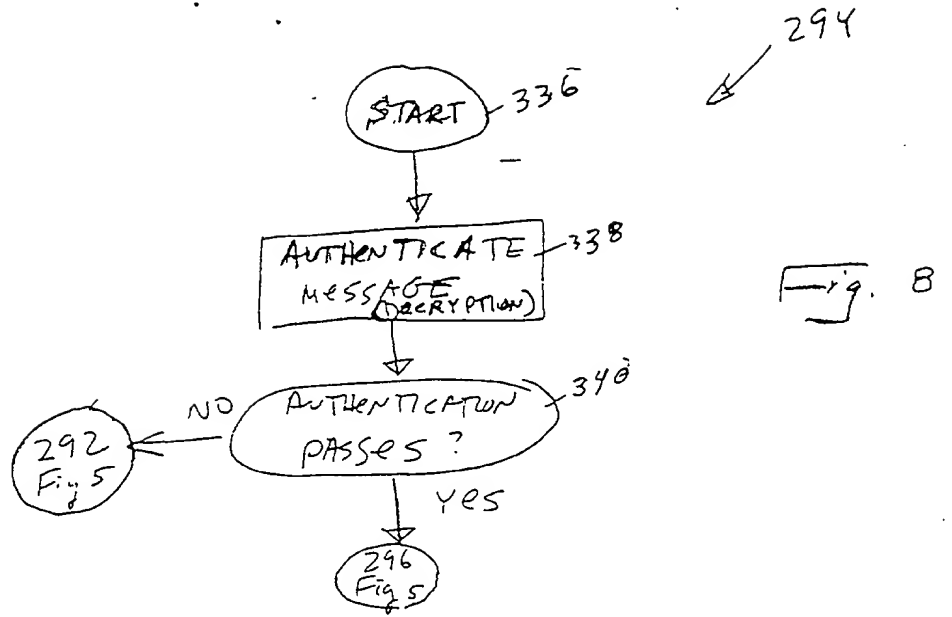 294
START
336
AUTHENTICATE
338
MESSAGE
(DECRYPTION)
Fig. 8
340
AUTHENTICATION
PASSES ?
NO
292
Fig 5
YES
296
Fig 5